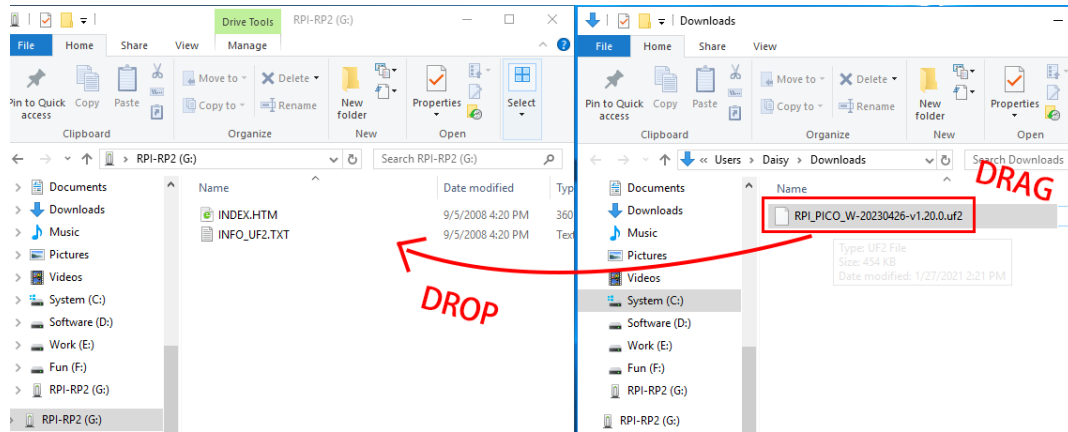 Drive Tools RPI-RP2 (G:)
File Home Share View Manage
Pin to Quick access
Copy
Paste
Move to
Copy to
Delete
Rename
New folder
Properties
Select
Clipboard Organize New Open
RPI-RP2 (G:)
Search RPI-RP2 (G:)
Documents
Downloads
Music
Pictures
Videos
System (C:)
Software (D:)
Work (E:)
Fun (F:)
RPI-RP2 (G:)
RPI-RP2 (G:)
Name Date modified Typ
INDEX.HTM 9/5/2008 4:20 PM 360
INFO_UF2.TXT 9/5/2008 4:20 PM Tex
DROP
Downloads
File Home Share View
Pin to Quick access
Copy
Paste
Move to
Copy to
Delete
Rename
New folder
Properties
Clipboard Organize New Open
« Users Daisy Downloads
Search Downloads
DRAG
Documents
Downloads
Music
Pictures
Videos
System (C:)
Software (D:)
Work (E:)
Fun (F:)
RPI-RP2 (G:)
RPI-RP2 (G:)
Name
RPI_PICO_W-20230426-v1.20.0.uf2
Type: UF2 File
Size: 454 KB
Date modified: 1/27/2021 2:21 PM